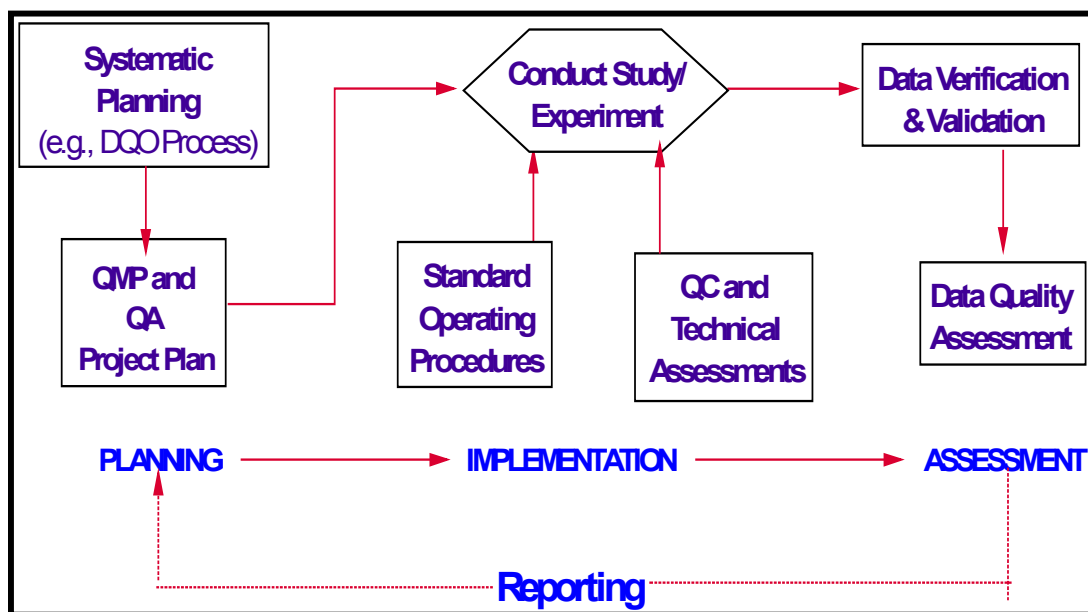 Systematic
Planning
(e.g., DQO Process)
Conduct Study/
Experiment
Data Verification
& Validation
QMP and
QA
Project Plan
Standard
Operating
Procedures
QC and
Technical
Assessments
Data Quality
Assessment
PLANNING
IMPLEMENTATION
ASSESSMENT
Reporting